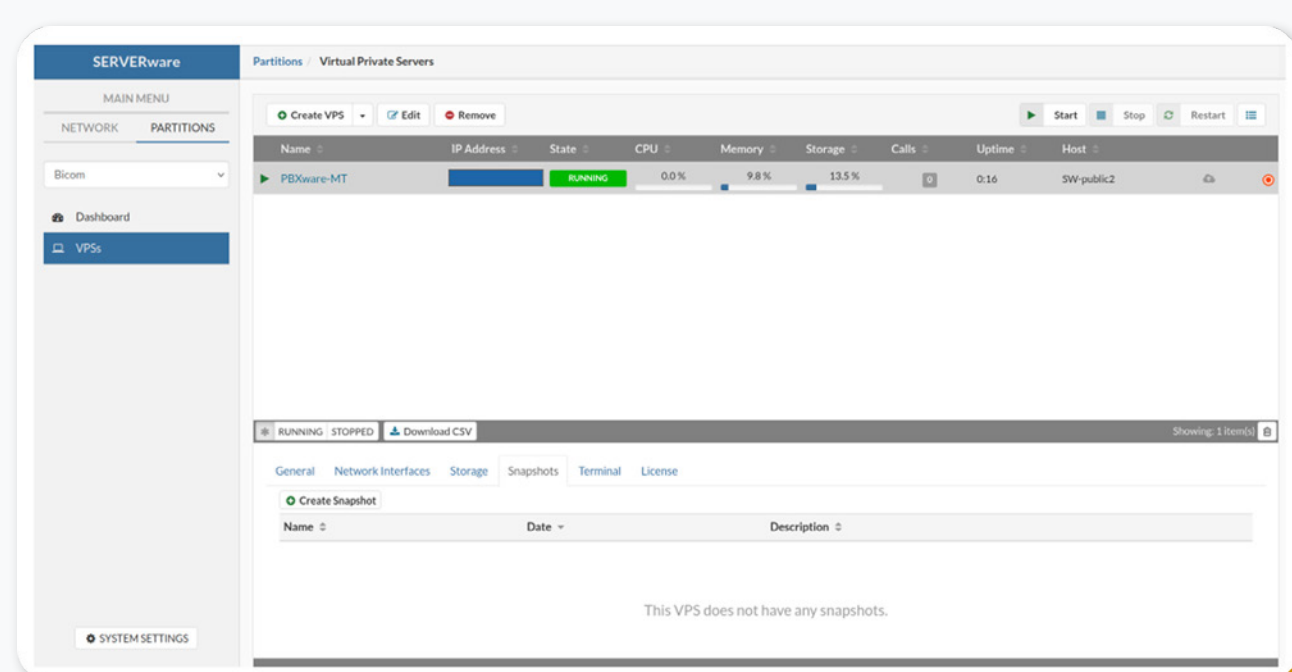 SERVERware
Partitions / Virtual Private Servers
MAIN MENU
NETWORK PARTITIONS
Create VPS Edit Remove
Start Stop Restart
Name IP Address State CPU Memory Storage Calls Uptime Host
Bicom
PBXware-MT RUNNING 0.0 % 9.8 % 13.5 % 0 0:16 SW-public2
Dashboard
VPSs
RUNNING STOPPED Download CSV
Showing: 1 item(s)
General Network Interfaces Storage Snapshots Terminal License
Create Snapshot
Name Date Description
This VPS does not have any snapshots.
SYSTEM SETTINGS